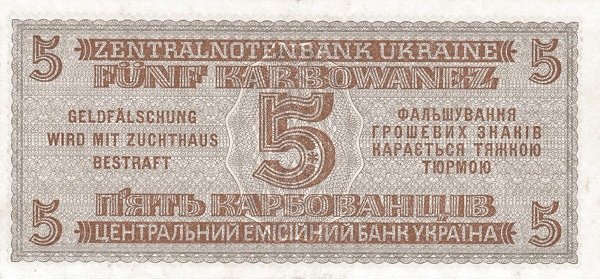 5 ZENTRALNOTENBANK UKRAINE 5
FÜNF KARBOWANEZ
GELDFÄLSCHUNG
WIRD MIT ZUCHTHAUS
BESTRAFT
5
ФАЛЬШУВАННЯ
ГРОШЕВИХ ЗНАКІВ
КАРАЄТЬСЯ ТЯЖКОЮ
ТЮРМОЮ
П'ЯТЬ КАРБОВАНЦІВ
5 ЦЕНТРАЛЬНИЙ ЕМІСІЙНИЙ БАНК УКРАЇНА 5